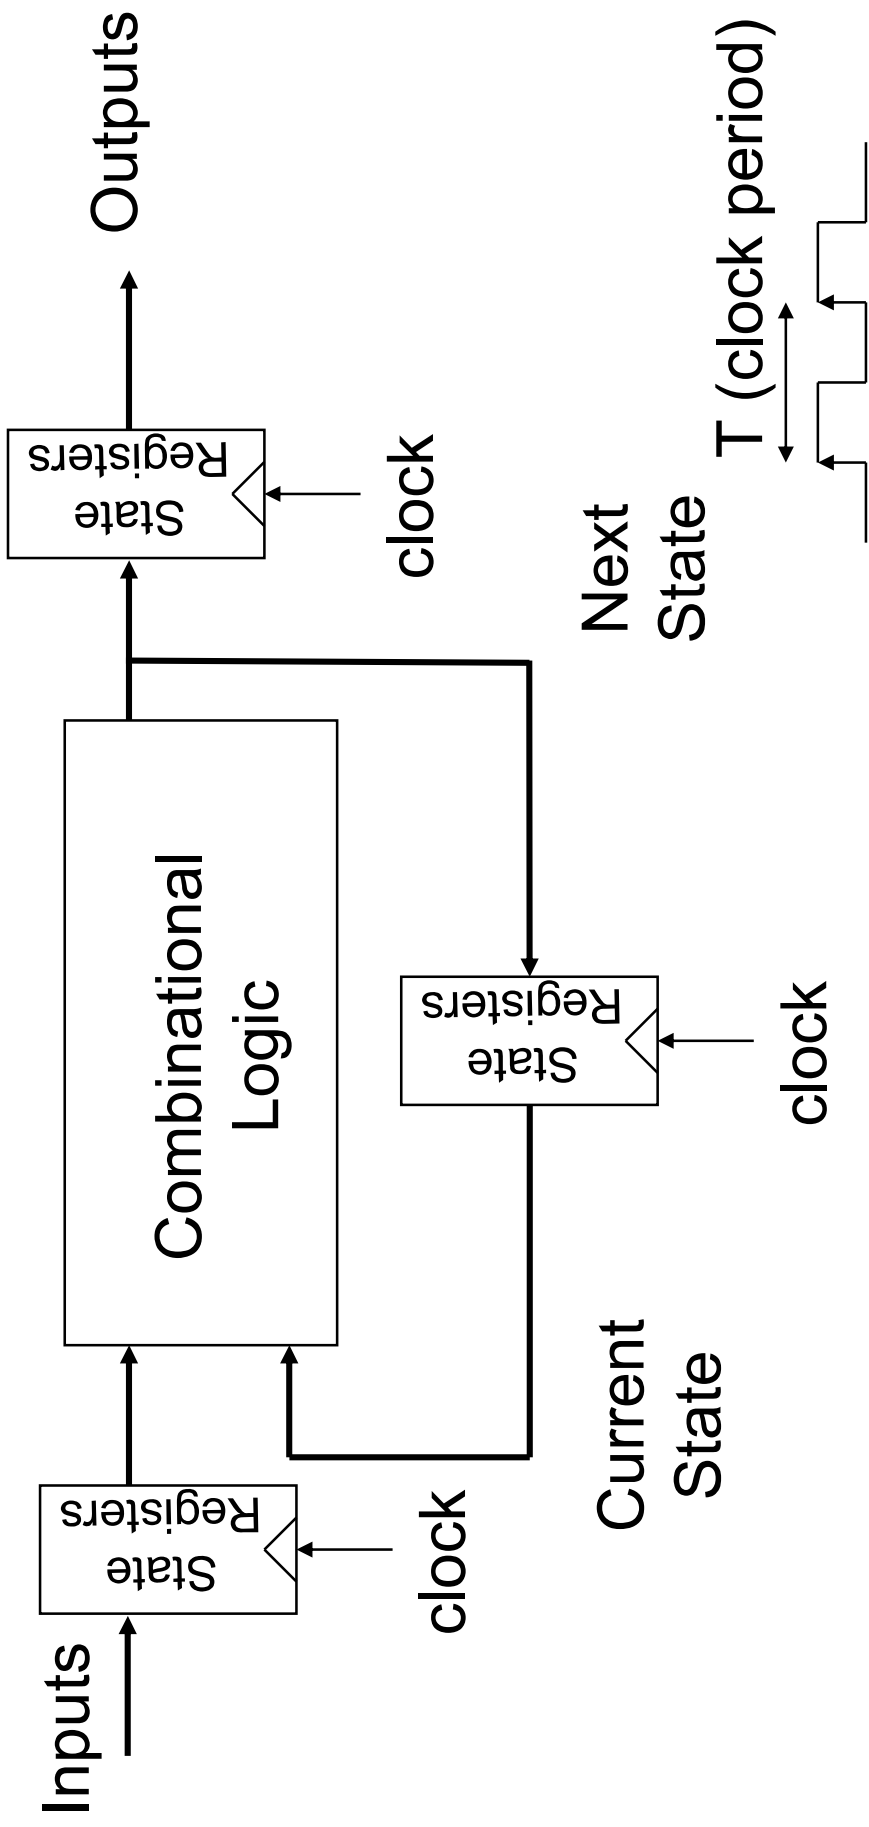 Inputs
State
Registers
clock
Combinational
Logic
Current
State
State
Registers
clock
Next
State
State
Registers
clock
Outputs
T (clock period)